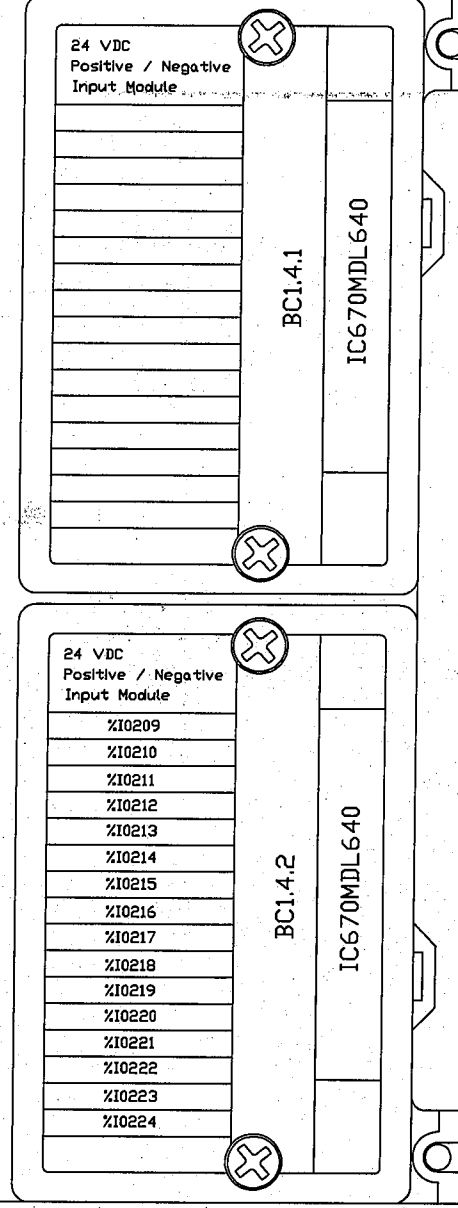 24 VDC
Positive / Negative
Input Module
BC1.4.1
IC670MDL640
24 VDC
Positive / Negative
Input Module
%I0209
%I0210
%I0211
%I0212
%I0213
%I0214
%I0215
%I0216
%I0217
%I0218
%I0219
%I0220
%I0221
%I0222
%I0223
%I0224
BC1.4.2
IC670MDL640